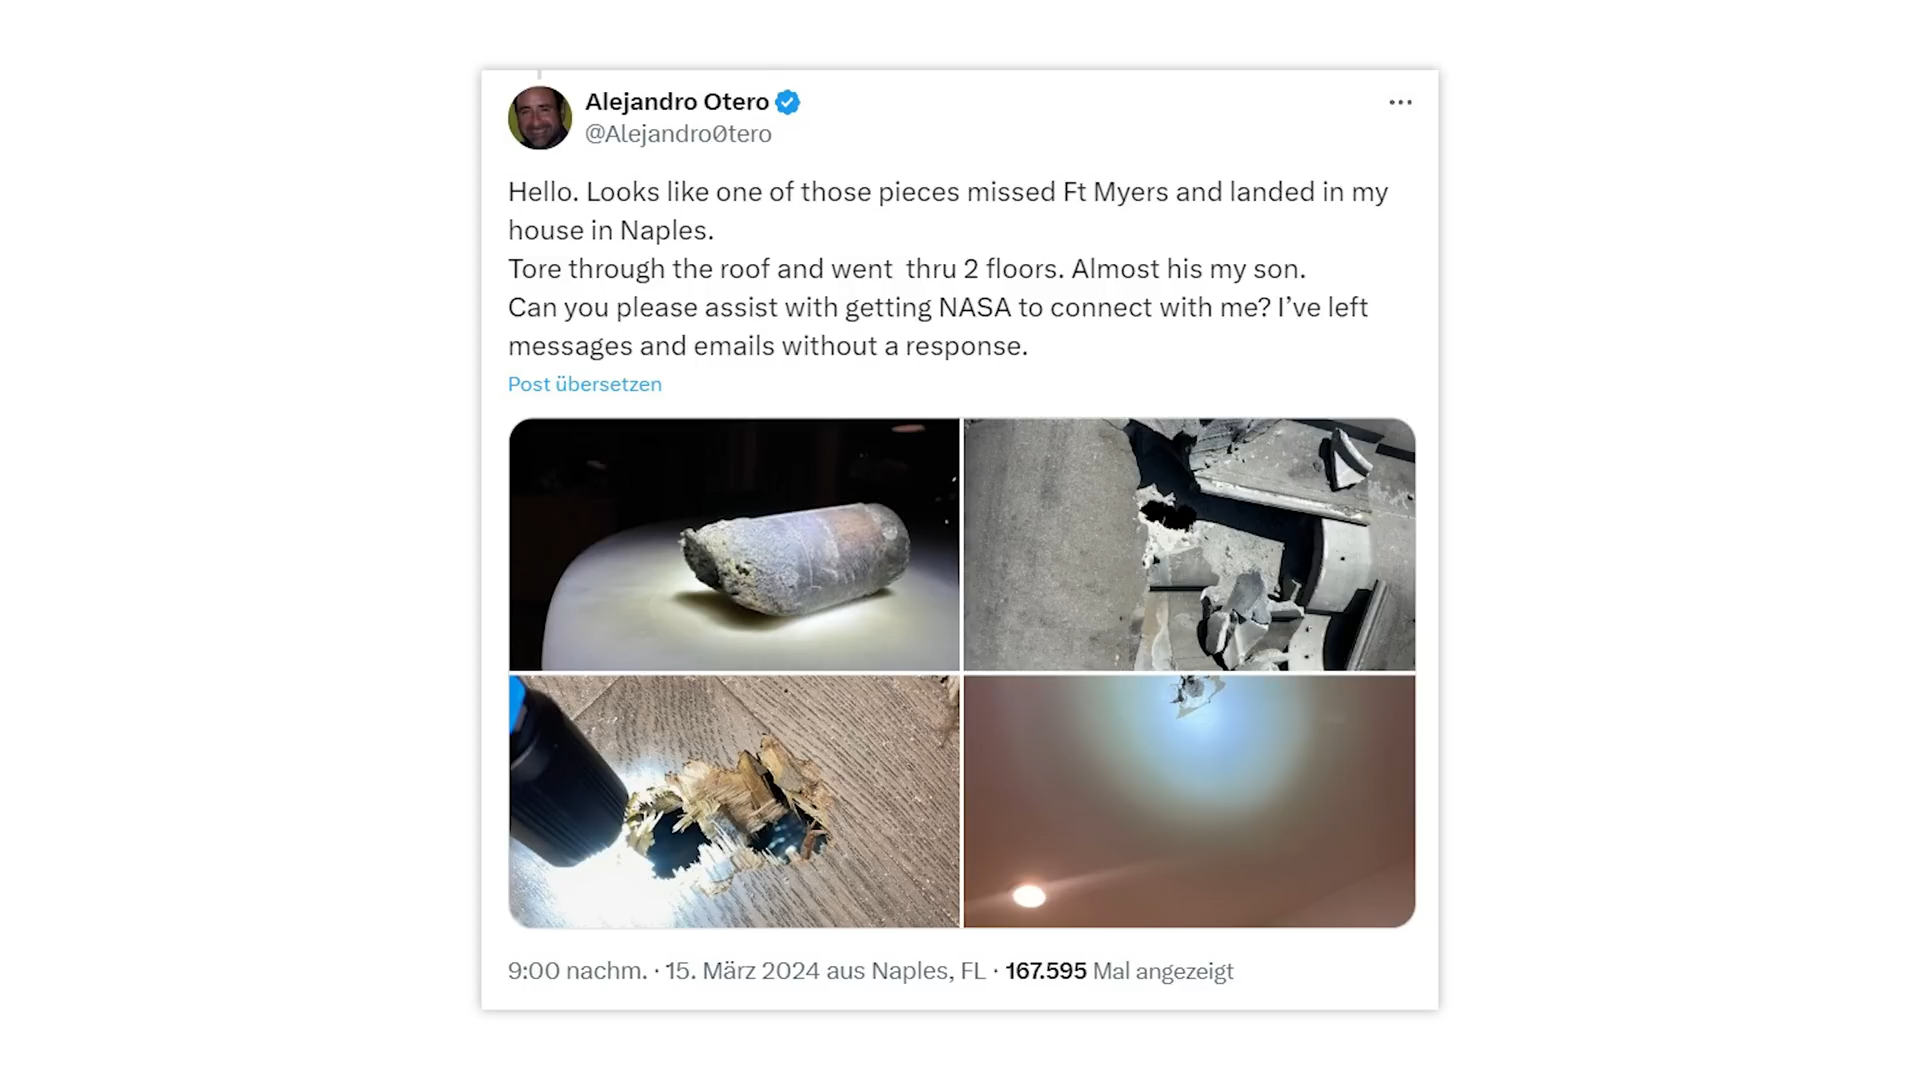 Alejandro Otero
@Alejandro0tero
Hello. Looks like one of those pieces missed Ft Myers and landed in my
house in Naples.
Tore through the roof and went  thru 2 floors. Almost his my son.
Can you please assist with getting NASA to connect with me? I’ve left
messages and emails without a response.
Post übersetzen
9:00 nachm. · 15. März 2024 aus Naples, FL · 167.595 Mal angezeigt